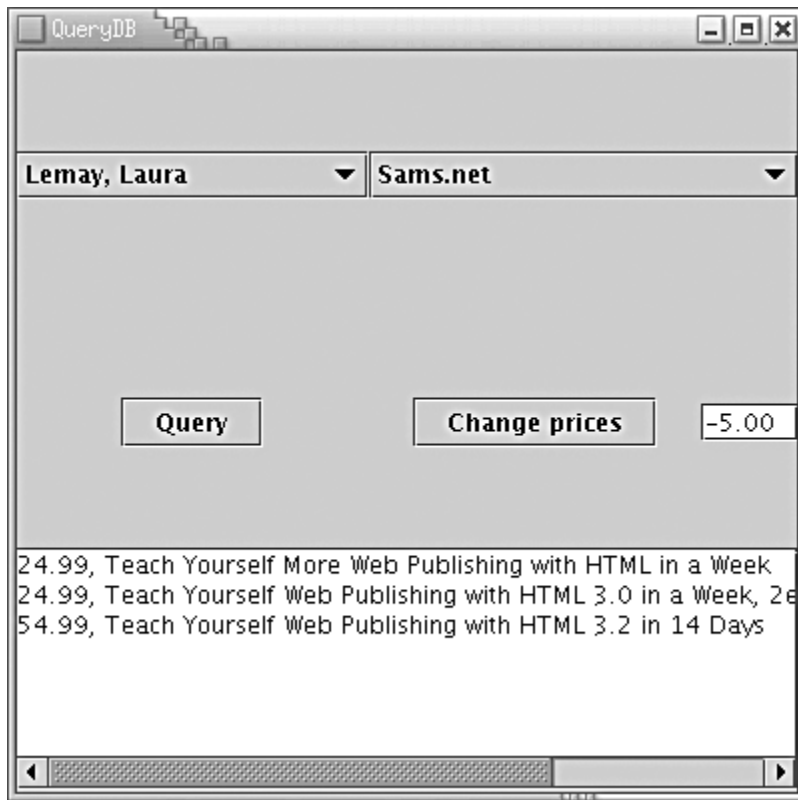 QueryDB
Lemay, Laura Sams.net
Query Change prices -5.00
24.99, Teach Yourself More Web Publishing with HTML in a Week
24.99, Teach Yourself Web Publishing with HTML 3.0 in a Week, 2e
54.99, Teach Yourself Web Publishing with HTML 3.2 in 14 Days